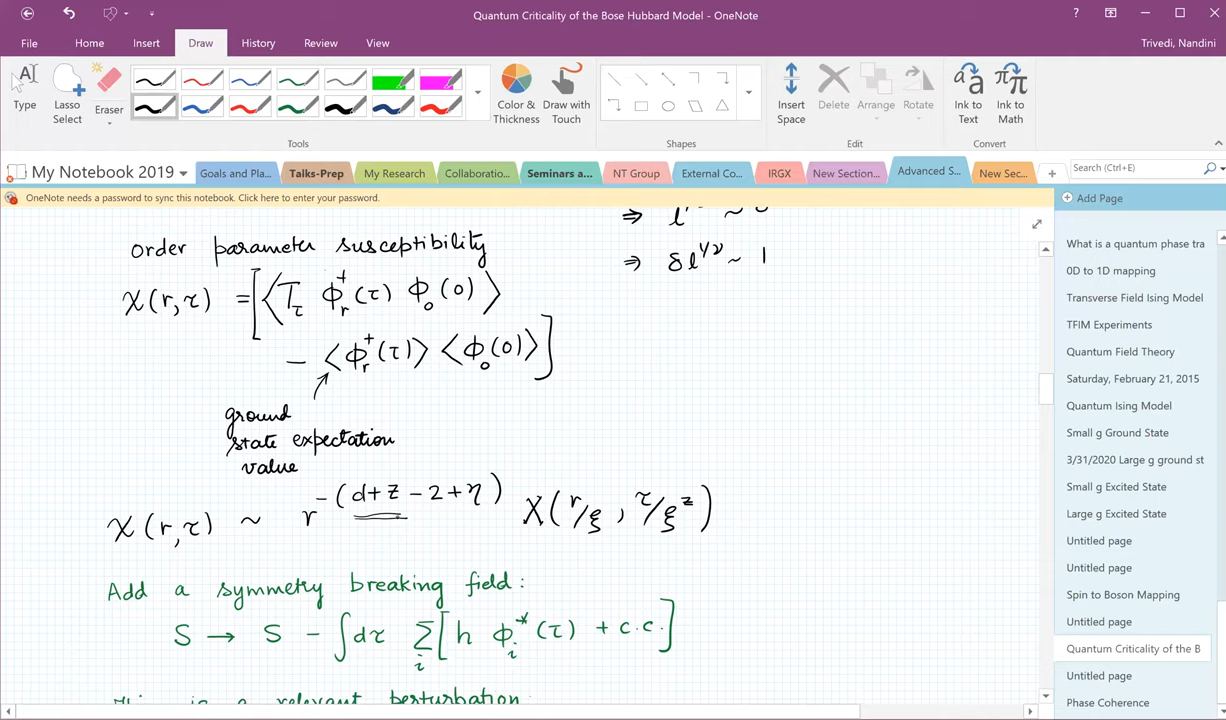 Quantum Criticality of the Bose Hubbard Model - OneNote
?
Trivedi, Nandini
File Home Insert Draw History Review View
Type
Lasso Select
Eraser
Color & Thickness
Draw with Touch
Insert Space
Delete
Arrange
Rotate
Ink to Text
Ink to Math
Tools
Shapes
Edit
Convert
My Notebook 2019
Goals and Pla...
Talks-Prep
My Research
Collaboratio...
Seminars a...
NT Group
External Co...
IRGX
New Section...
Advanced S...
New Sec...
Search (Ctrl+E)
OneNote needs a password to sync this notebook. Click here to enter your password.
Add Page
What is a quantum phase tra
0D to 1D mapping
Transverse Field Ising Model
TFIM Experiments
Quantum Field Theory
Saturday, February 21, 2015
Quantum Ising Model
Small g Ground State
3/31/2020 Large g ground st
Small g Excited State
Large g Excited State
Untitled page
Untitled page
Spin to Boson Mapping
Untitled page
Quantum Criticality of the B
Untitled page
Phase Coherence
⇒ δl^{1/ν} ~ 1
order parameter susceptibility
χ(r,τ) = [⟨T_τ ϕ_r^†(τ) ϕ_0(0)⟩
− ⟨ϕ_r^†(τ)⟩ ⟨ϕ_0(0)⟩]
ground
state expectation
value
χ(r,τ) ~ r^{-(d+z-2+η)} X(r/ξ, τ/ξ^z)
Add a symmetry breaking field:
S → S − ∫dτ Σ_i [h ϕ_i^*(τ) + c.c.]
This is a relevant perturbation